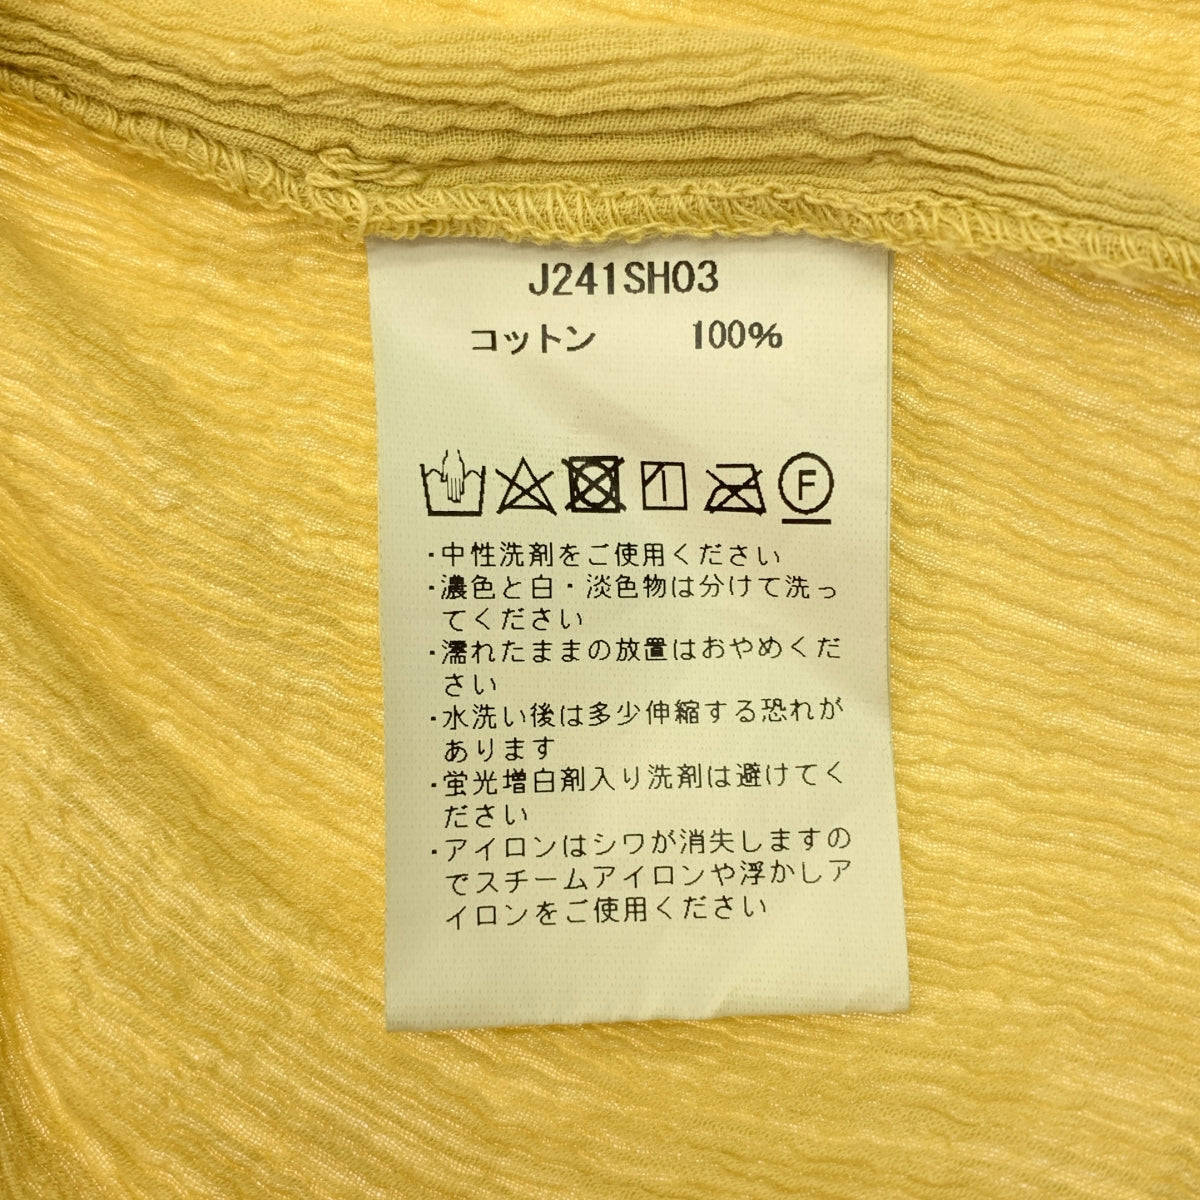 J241SH03
コットン 100%
F
・中性洗剤をご使用ください
・濃色と白・淡色物は分けて洗っ
てください
・濡れたままの放置はおやめくだ
さい
・水洗い後は多少伸縮する恐れが
あります
・蛍光増白剤入り洗剤は避けてく
ださい
・アイロンはシワが消失しますの
でスチームアイロンや浮かしア
イロンをご使用ください